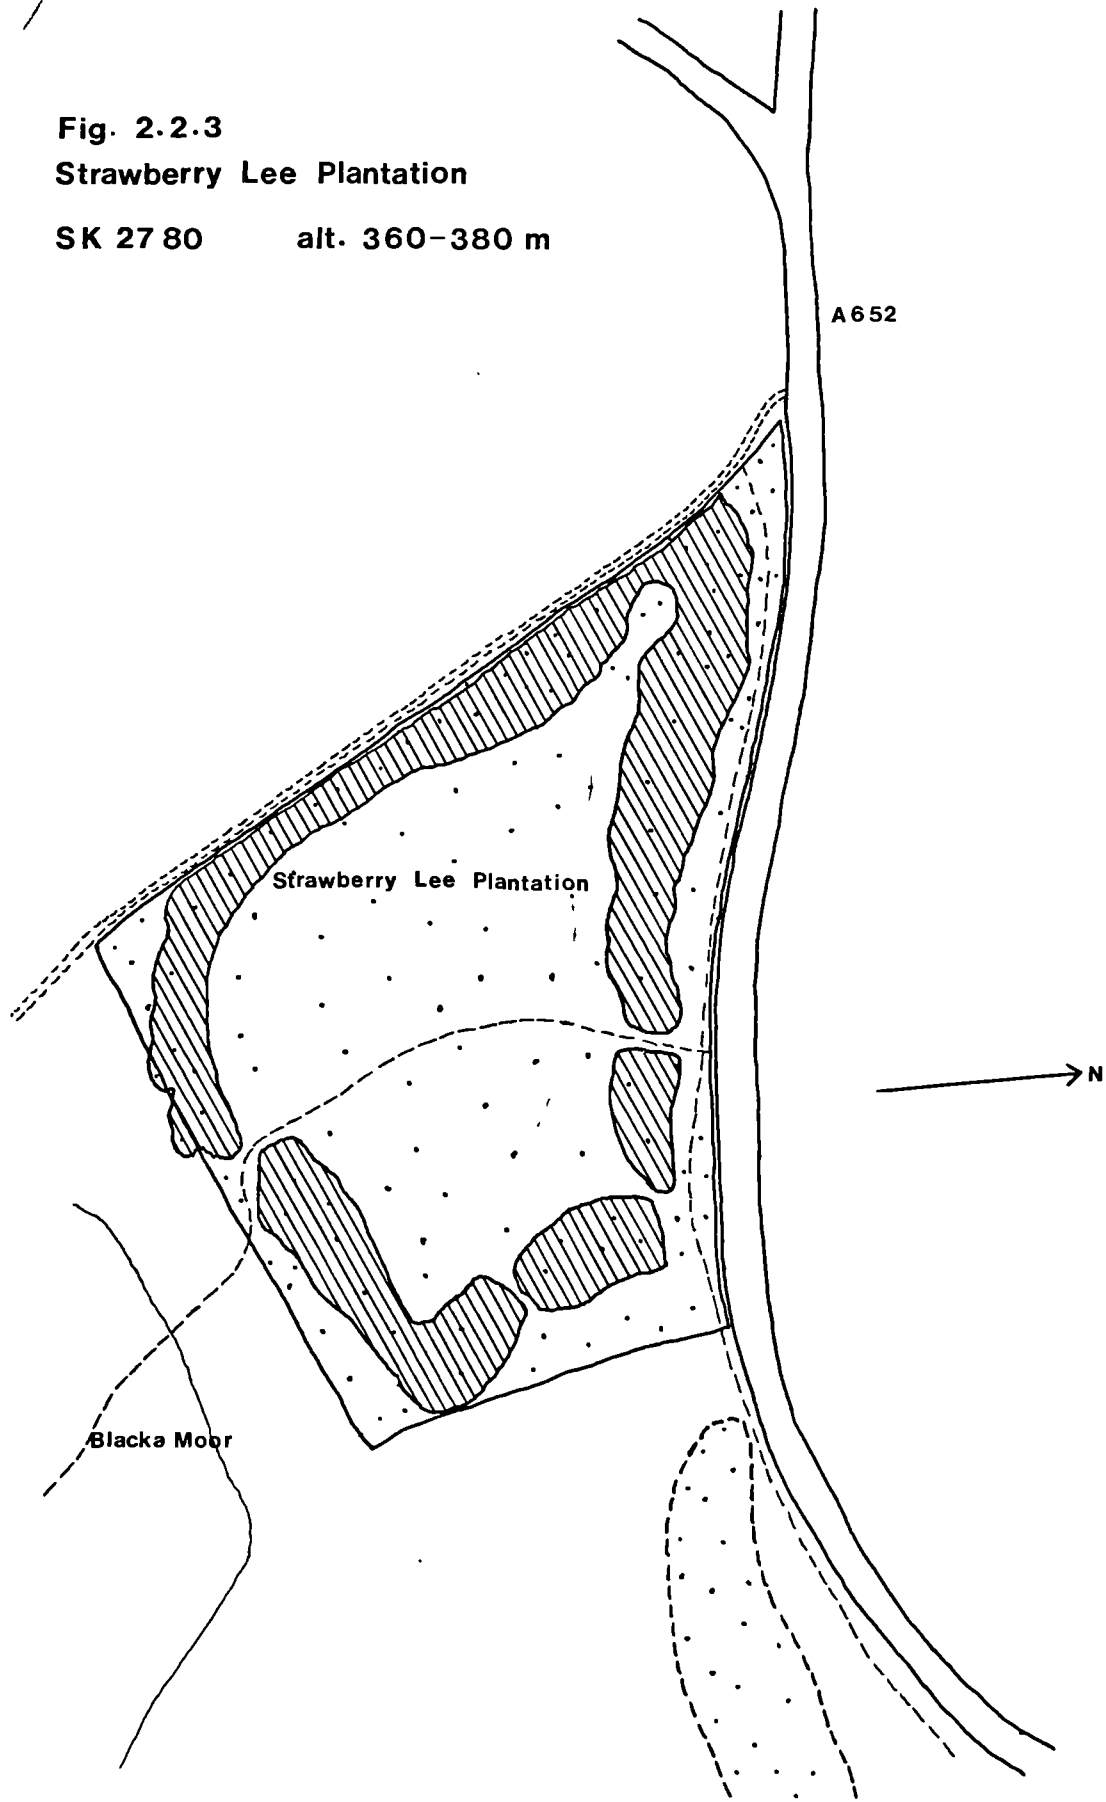 Fig. 2.2.3
Strawberry Lee Plantation
SK 27 80 alt. 360-380 m
A652
Strawberry Lee Plantation
N
Blacka Moor